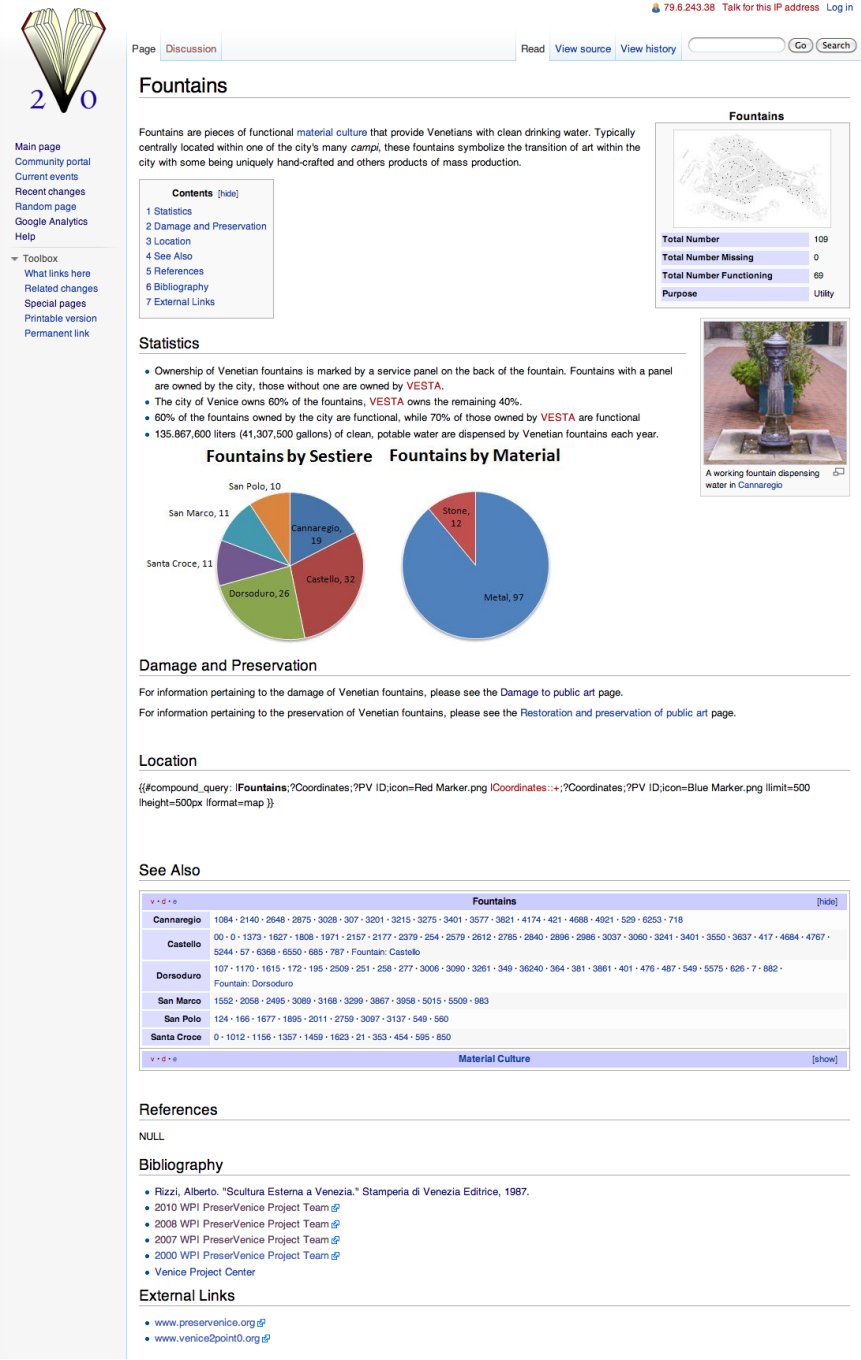 79.6.243.38 Talk for this IP address Log in
Page Discussion Read View source View history Go Search
2 0
Main page
Community portal
Current events
Recent changes
Random page
Google Analytics
Help
Toolbox
What links here
Related changes
Special pages
Printable version
Permanent link
Fountains
Fountains are pieces of functional material culture that provide Venetians with clean drinking water. Typically
centrally located within one of the city's many campi, these fountains symbolize the transition of art within the
city with some being uniquely hand-crafted and others products of mass production.
Contents [hide]
1 Statistics
2 Damage and Preservation
3 Location
4 See Also
5 References
6 Bibliography
7 External Links
Fountains
Total Number 109
Total Number Missing 0
Total Number Functioning 69
Purpose Utility
A working fountain dispensing
water in Cannaregio
Statistics
• Ownership of Venetian fountains is marked by a service panel on the back of the fountain. Fountains with a panel
are owned by the city, those without one are owned by VESTA.
• The city of Venice owns 60% of the fountains, VESTA owns the remaining 40%.
• 60% of the fountains owned by the city are functional, while 70% of those owned by VESTA are functional
• 135.867,600 liters (41,307,500 gallons) of clean, potable water are dispensed by Venetian fountains each year.
Fountains by Sestiere
San Polo, 10
San Marco, 11
Santa Croce, 11
Dorsoduro, 26
Cannaregio,
19
Castello, 32
Fountains by Material
Stone,
12
Metal, 97
Damage and Preservation
For information pertaining to the damage of Venetian fountains, please see the Damage to public art page.
For information pertaining to the preservation of Venetian fountains, please see the Restoration and preservation of public art page.
Location
{{#compound_query: |Fountains;?Coordinates;?PV ID;icon=Red Marker.png |Coordinates::+;?Coordinates;?PV ID;icon=Blue Marker.png |limit=500
|height=500px |format=map }}
See Also
v · d · e Fountains [hide]
Cannaregio 1084 · 2140 · 2648 · 2875 · 3028 · 307 · 3201 · 3215 · 3275 · 3401 · 3577 · 3821 · 4174 · 421 · 4688 · 4921 · 529 · 6253 · 718
Castello 00 · 0 · 1373 · 1627 · 1808 · 1971 · 2157 · 2177 · 2379 · 254 · 2579 · 2612 · 2785 · 2840 · 2896 · 2986 · 3037 · 3060 · 3241 · 3401 · 3550 · 3637 · 417 · 4684 · 4767 ·
5244 · 57 · 6368 · 6550 · 685 · 787 · Fountain: Castello
Dorsoduro 107 · 1170 · 1615 · 172 · 195 · 2509 · 251 · 258 · 277 · 3006 · 3090 · 3261 · 349 · 36240 · 364 · 381 · 3861 · 401 · 476 · 487 · 549 · 5575 · 626 · 7 · 882 ·
Fountain: Dorsoduro
San Marco 1552 · 2058 · 2495 · 3089 · 3168 · 3299 · 3867 · 3958 · 5015 · 5509 · 983
San Polo 124 · 166 · 1677 · 1895 · 2011 · 2759 · 3097 · 3137 · 549 · 560
Santa Croce 0 · 1012 · 1156 · 1357 · 1459 · 1623 · 21 · 353 · 454 · 595 · 850
v · d · e Material Culture [show]
References
NULL
Bibliography
• Rizzi, Alberto. "Scultura Esterna a Venezia." Stamperia di Venezia Editrice, 1987.
• 2010 WPI PreserVenice Project Team
• 2008 WPI PreserVenice Project Team
• 2007 WPI PreserVenice Project Team
• 2000 WPI PreserVenice Project Team
• Venice Project Center
External Links
• www.preservenice.org
• www.venice2point0.org